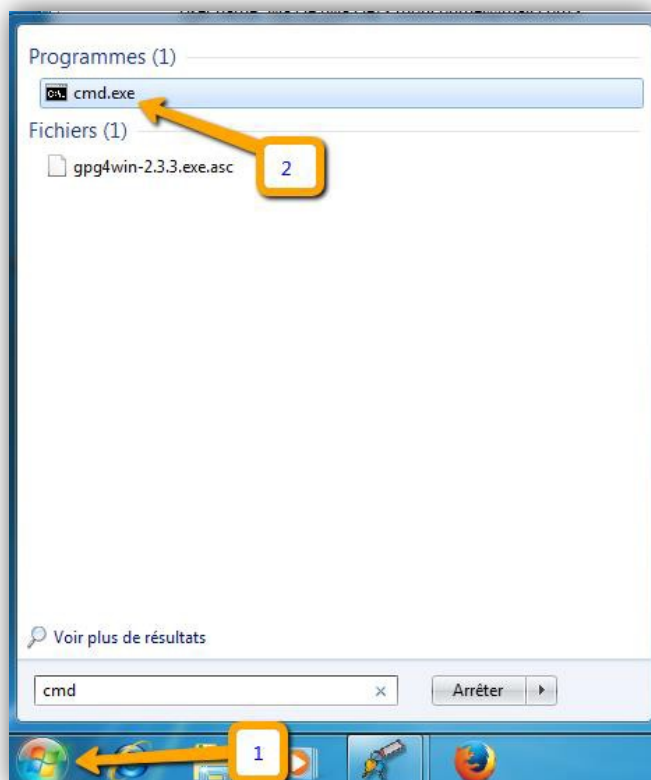 Programmes (1)
C:\.
cmd.exe
Fichiers (1)
gpg4win-2.3.3.exe.asc
2
Voir plus de résultats
cmd
Arrêter
1